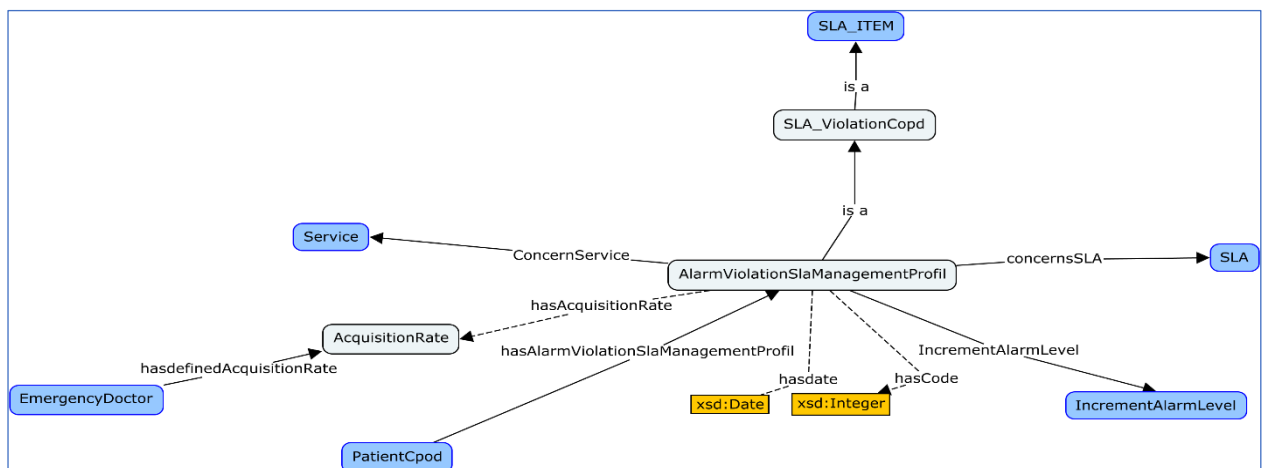 SLA_ITEM
is a
SLA_ViolationCopd
is a
Service
ConcernService
concernsSLA
SLA
AlarmViolationSlaManagementProfil
hasAcquisitionRate
AcquisitionRate
hasAlarmViolationSlaManagementProfil
IncrementAlarmLevel
hasdefinedAcquisitionRate
hasdate
hasCode
EmergencyDoctor
xsd:Date
xsd:Integer
IncrementAlarmLevel
PatientCpod